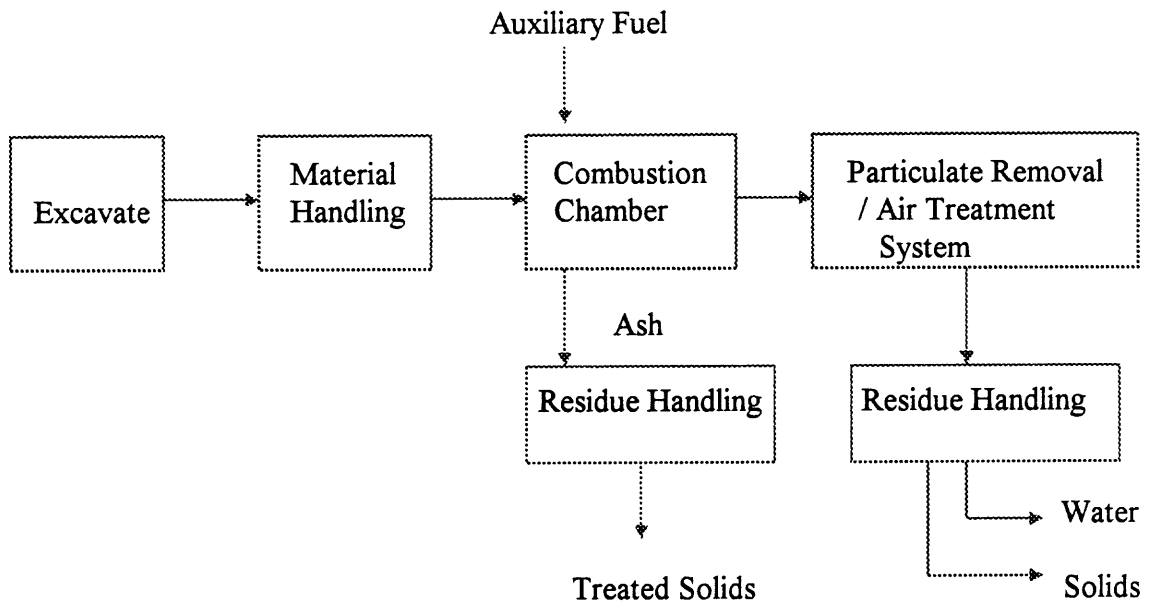 Auxiliary Fuel
Excavate
Material
Handling
Combustion
Chamber
Particulate Removal
/ Air Treatment
System
Ash
Residue Handling
Residue Handling
Water
Treated Solids
Solids